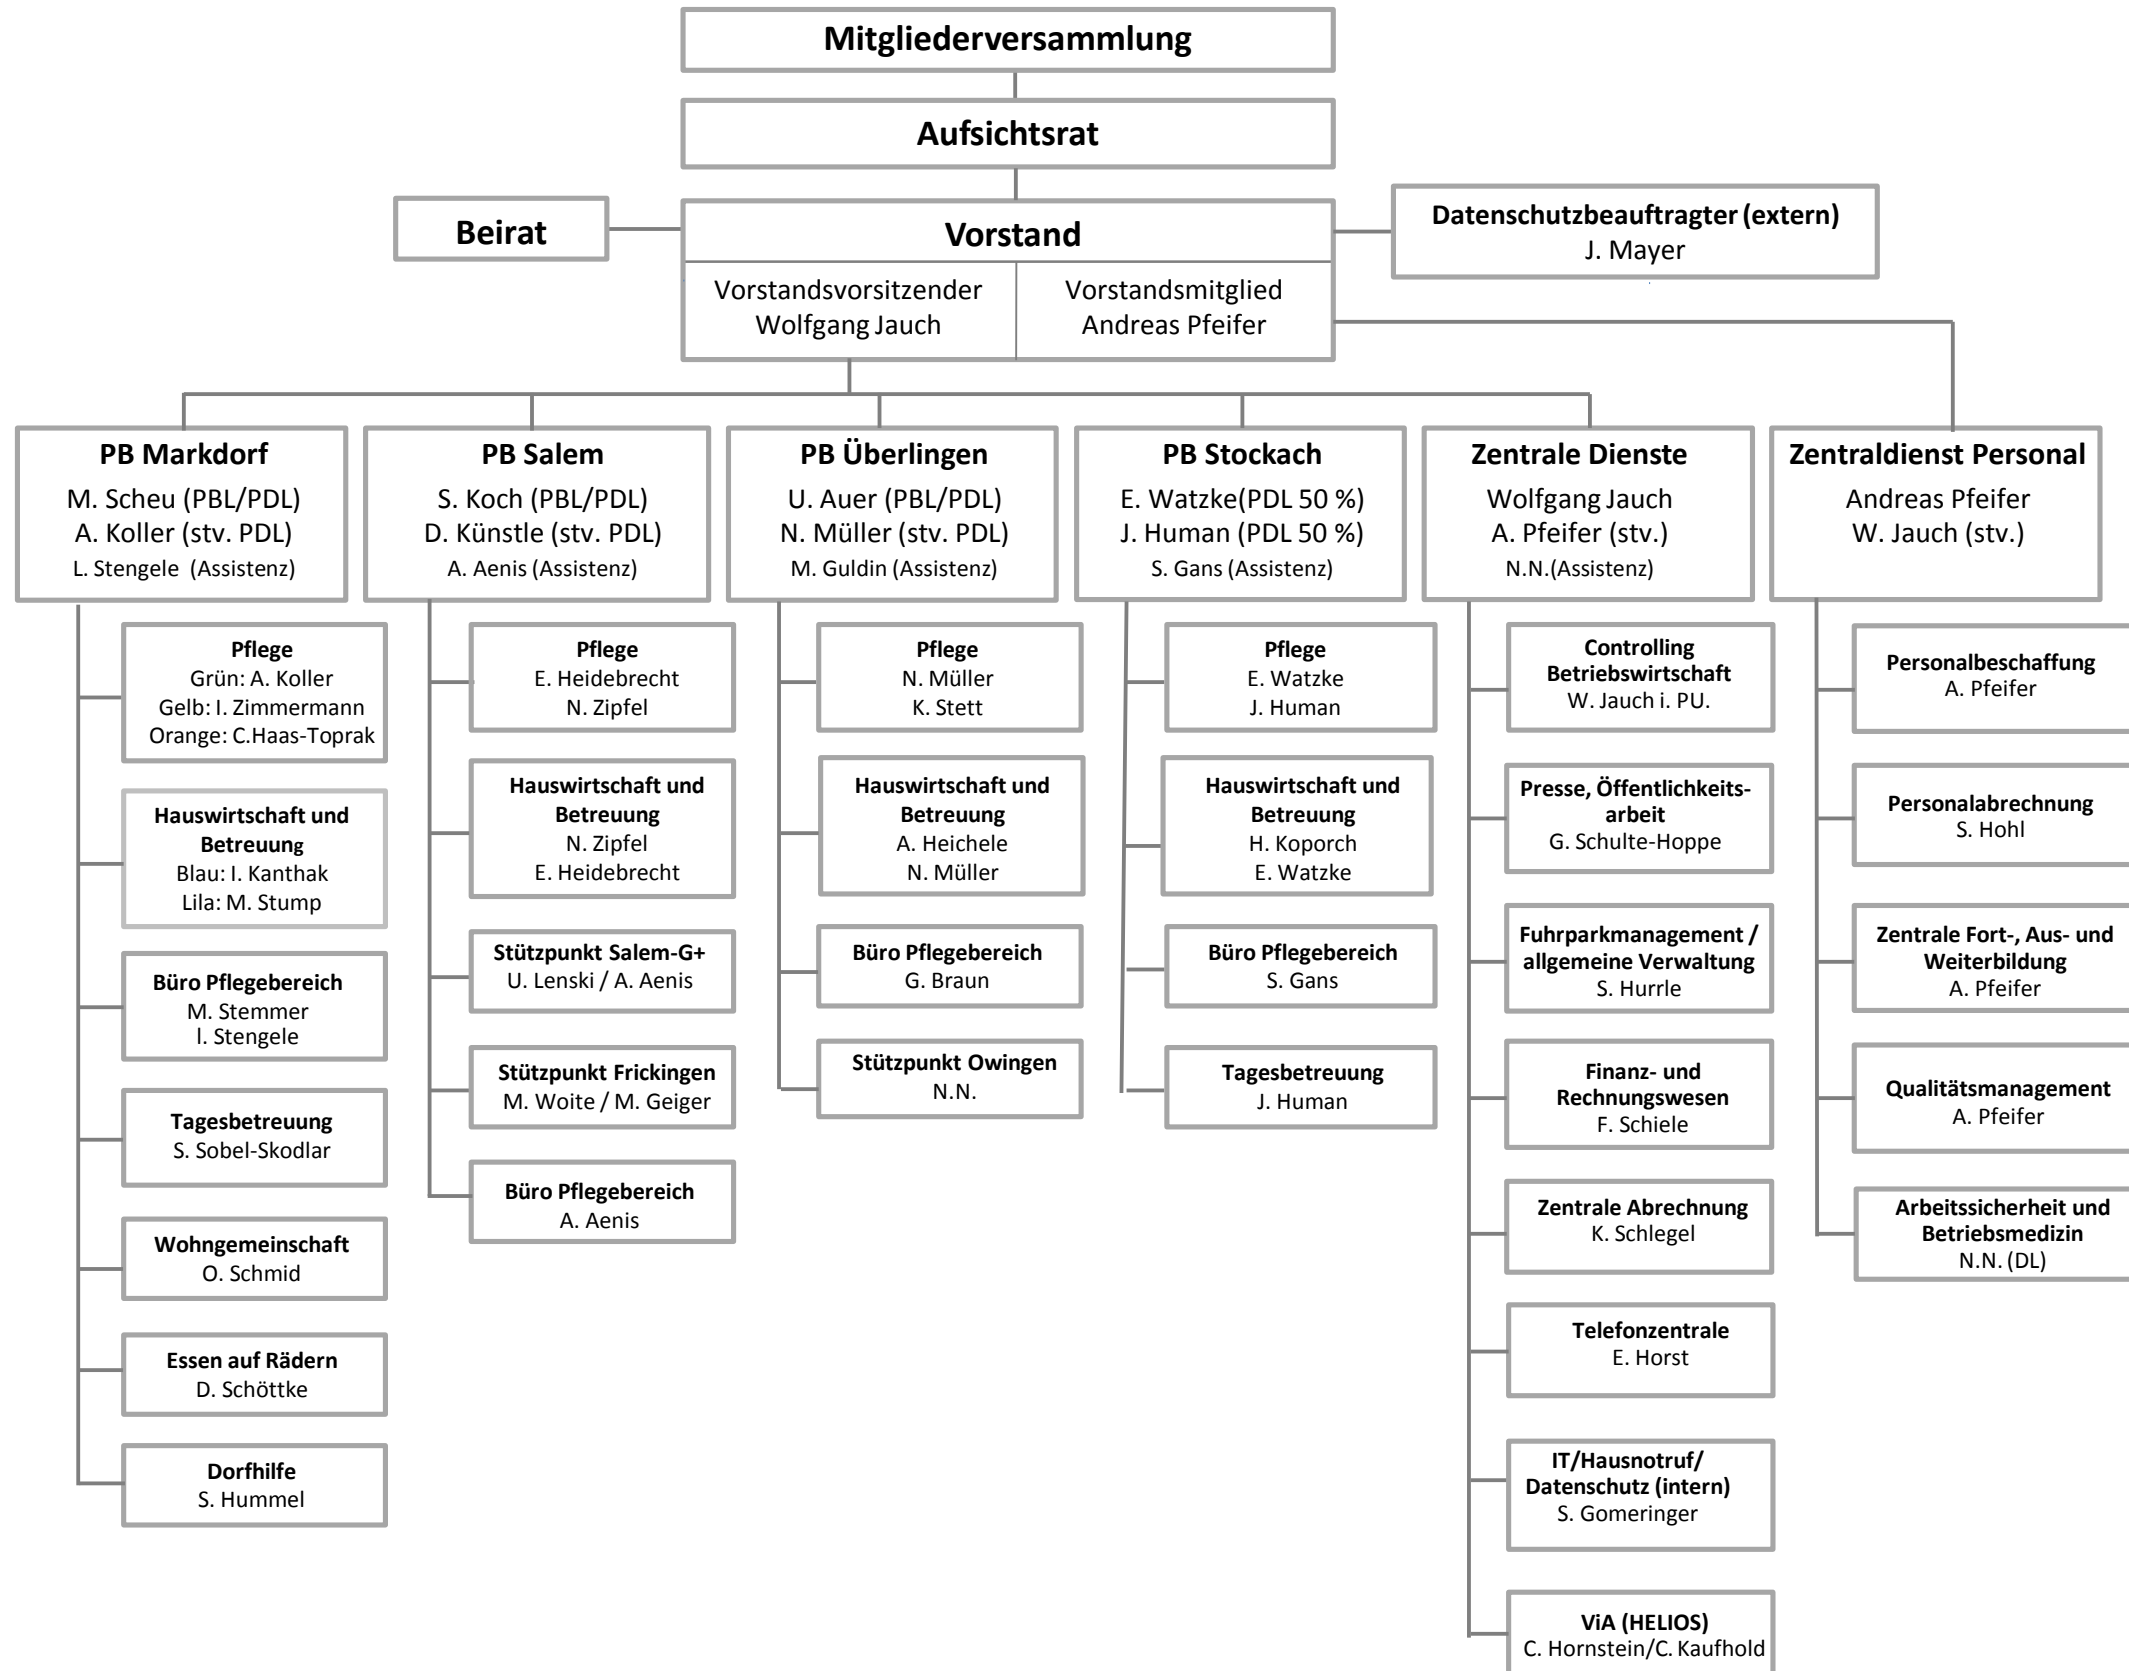 Mitgliederversammlung
Aufsichtsrat
Beirat
Vorstand
Vorstandsvorsitzender
Wolfgang Jauch
Vorstandsmitglied
Andreas Pfeifer
Datenschutzbeauftragter (extern)
J. Mayer
PB Markdorf
M. Scheu (PBL/PDL)
A. Koller (stv. PDL)
L. Stengele (Assistenz)
Pflege
Grün: A. Koller
Gelb: I. Zimmermann
Orange: C.Haas-Toprak
Hauswirtschaft und
Betreuung
Blau: I. Kanthak
Lila: M. Stump
Büro Pflegebereich
M. Stemmer
l. Stengele
Tagesbetreuung
S. Sobel-Skodlar
Wohngemeinschaft
O. Schmid
Essen auf Rädern
D. Schöttke
Dorfhilfe
S. Hummel
PB Salem
S. Koch (PBL/PDL)
D. Künstle (stv. PDL)
A. Aenis (Assistenz)
Pflege
E. Heidebrecht
N. Zipfel
Hauswirtschaft und
Betreuung
N. Zipfel
E. Heidebrecht
Stützpunkt Salem-G+
U. Lenski / A. Aenis
Stützpunkt Frickingen
M. Woite / M. Geiger
Büro Pflegebereich
A. Aenis
PB Überlingen
U. Auer (PBL/PDL)
N. Müller (stv. PDL)
M. Guldin (Assistenz)
Pflege
N. Müller
K. Stett
Hauswirtschaft und
Betreuung
A. Heichele
N. Müller
Büro Pflegebereich
G. Braun
Stützpunkt Owingen
N.N.
PB Stockach
E. Watzke(PDL 50 %)
J. Human (PDL 50 %)
S. Gans (Assistenz)
Pflege
E. Watzke
J. Human
Hauswirtschaft und
Betreuung
H. Koporch
E. Watzke
Büro Pflegebereich
S. Gans
Tagesbetreuung
J. Human
Zentrale Dienste
Wolfgang Jauch
A. Pfeifer (stv.)
N.N.(Assistenz)
Controlling
Betriebswirtschaft
W. Jauch i. PU.
Presse, Öffentlichkeits-
arbeit
G. Schulte-Hoppe
Fuhrparkmanagement /
allgemeine Verwaltung
S. Hurrle
Finanz- und
Rechnungswesen
F. Schiele
Zentrale Abrechnung
K. Schlegel
Telefonzentrale
E. Horst
IT/Hausnotruf/
Datenschutz (intern)
S. Gomeringer
ViA (HELIOS)
C. Hornstein/C. Kaufhold
Zentraldienst Personal
Andreas Pfeifer
W. Jauch (stv.)
Personalbeschaffung
A. Pfeifer
Personalabrechnung
S. Hohl
Zentrale Fort-, Aus- und
Weiterbildung
A. Pfeifer
Qualitätsmanagement
A. Pfeifer
Arbeitssicherheit und
Betriebsmedizin
N.N. (DL)